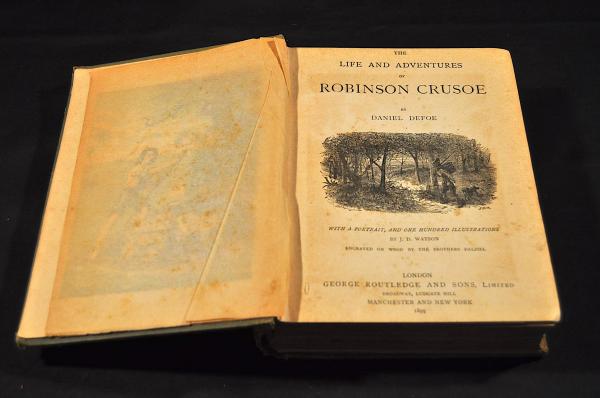 THE
LIFE AND ADVENTURES
OF
ROBINSON CRUSOE
BY
DANIEL DEFOE
WITH A PORTRAIT, AND ONE HUNDRED ILLUSTRATIONS
BY J. D. WATSON
ENGRAVED ON WOOD BY THE BROTHERS DALZIEL
LONDON
GEORGE ROUTLEDGE AND SONS, LIMITED
BROADWAY, LUDGATE HILL
MANCHESTER AND NEW YORK